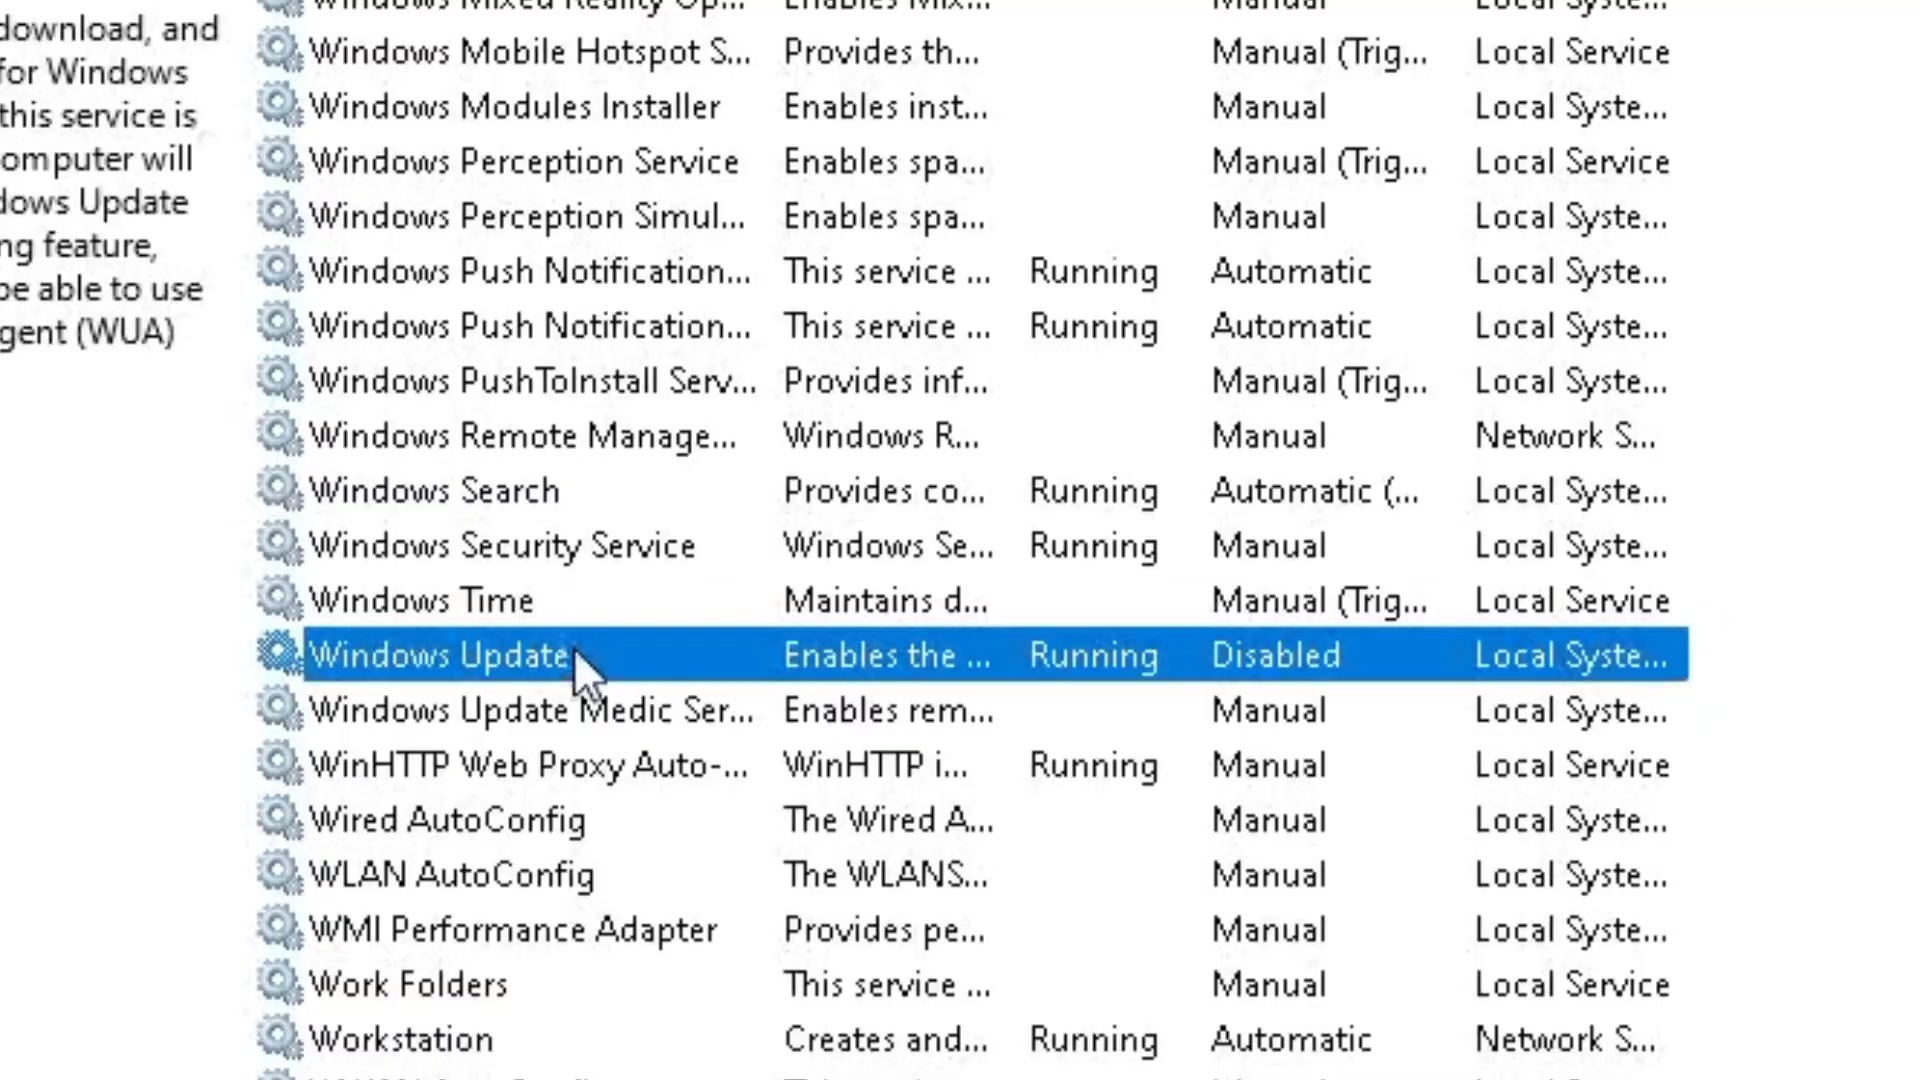 download, and
for Windows
this service is
omputer will
dows Update
ng feature,
be able to use
gent (WUA)
Windows Mixed Reality Op... Enables Mix... Manual Local Syste...
Windows Mobile Hotspot S... Provides th... Manual (Trig... Local Service
Windows Modules Installer Enables inst... Manual Local Syste...
Windows Perception Service Enables spa... Manual (Trig... Local Service
Windows Perception Simul... Enables spa... Manual Local Syste...
Windows Push Notification... This service ... Running Automatic Local Syste...
Windows Push Notification... This service ... Running Automatic Local Syste...
Windows PushToInstall Serv... Provides inf... Manual (Trig... Local Syste...
Windows Remote Manage... Windows R... Manual Network S...
Windows Search Provides co... Running Automatic (... Local Syste...
Windows Security Service Windows Se... Running Manual Local Syste...
Windows Time Maintains d... Manual (Trig... Local Service
Windows Update Enables the ... Running Disabled Local Syste...
Windows Update Medic Ser... Enables rem... Manual Local Syste...
WinHTTP Web Proxy Auto-... WinHTTP i... Running Manual Local Service
Wired AutoConfig The Wired A... Manual Local Syste...
WLAN AutoConfig The WLANS... Manual Local Syste...
WMI Performance Adapter Provides pe... Manual Local Syste...
Work Folders This service ... Manual Local Service
Workstation Creates and... Running Automatic Network S...